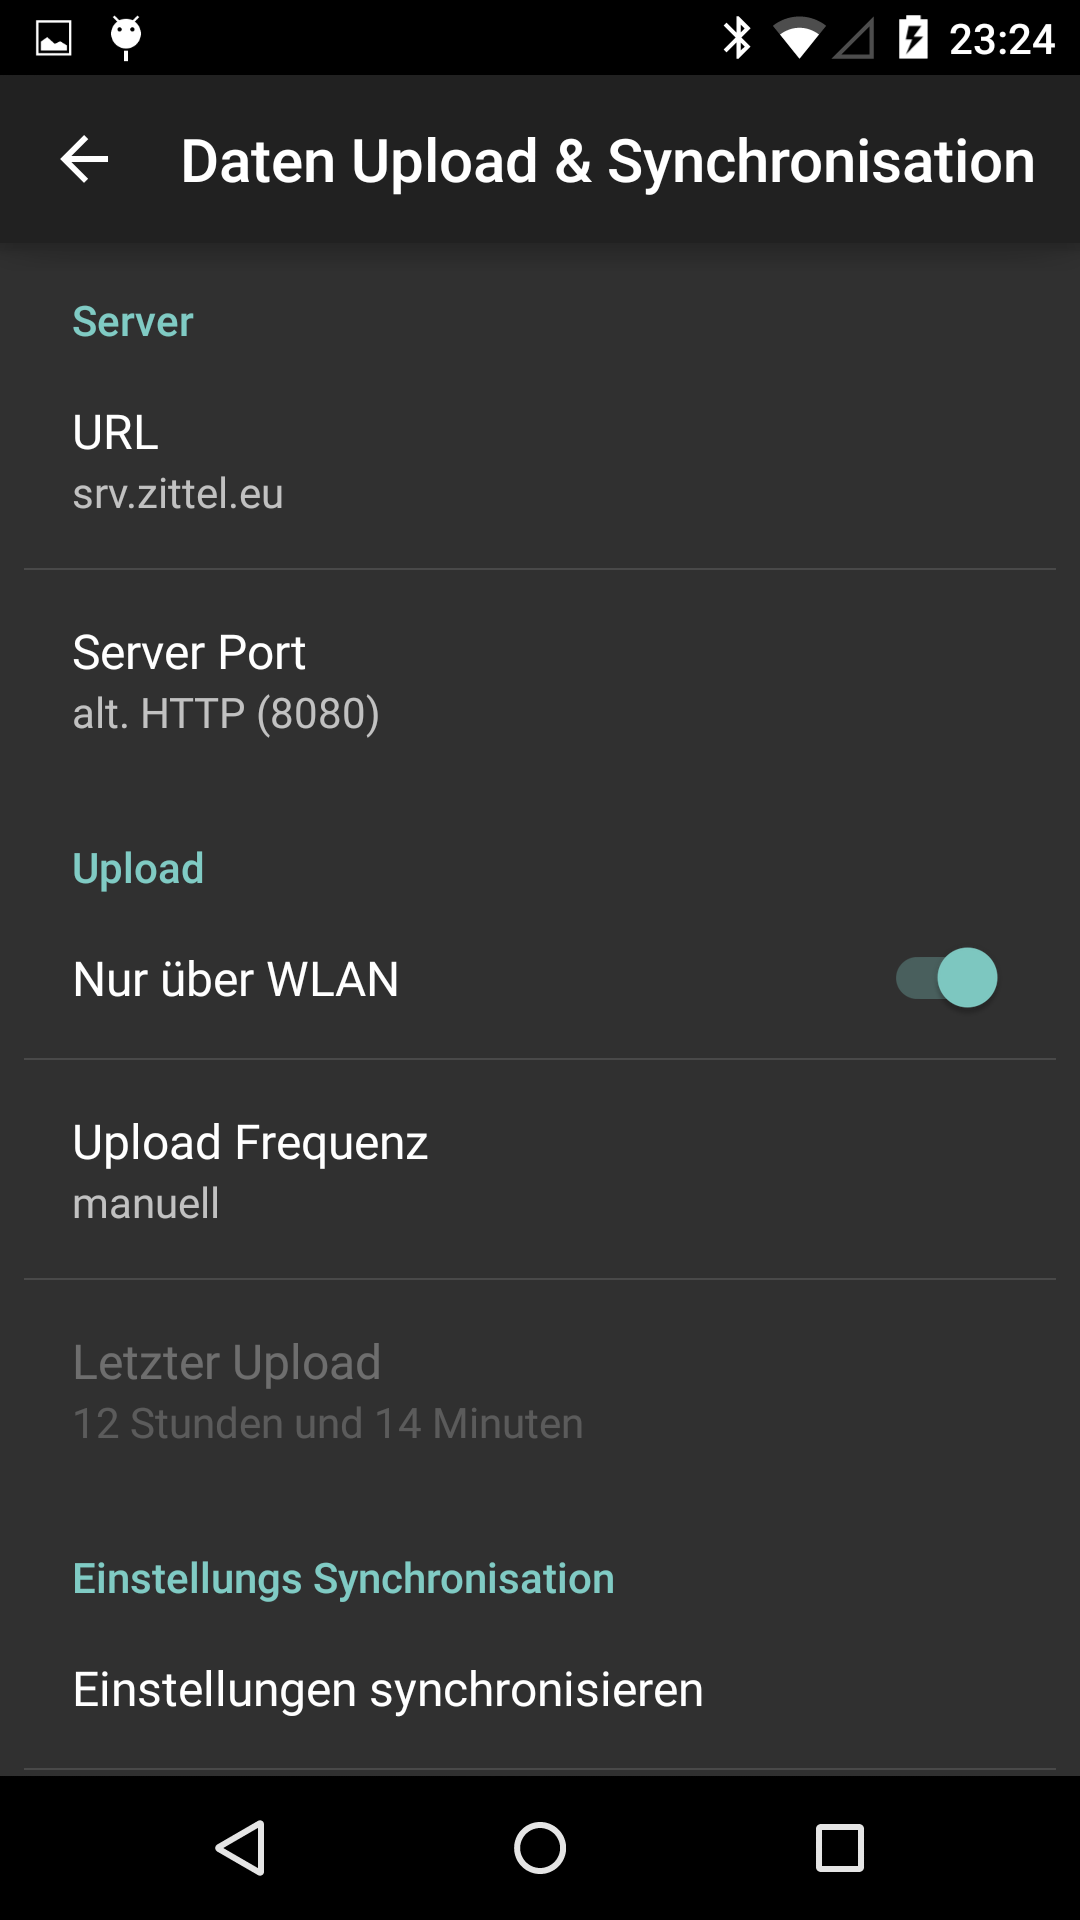 23:24
Daten Upload & Synchronisation
Server
URL
srv.zittel.eu
Server Port
alt. HTTP (8080)
Upload
Nur über WLAN
Upload Frequenz
manuell
Letzter Upload
12 Stunden und 14 Minuten
Einstellungs Synchronisation
Einstellungen synchronisieren